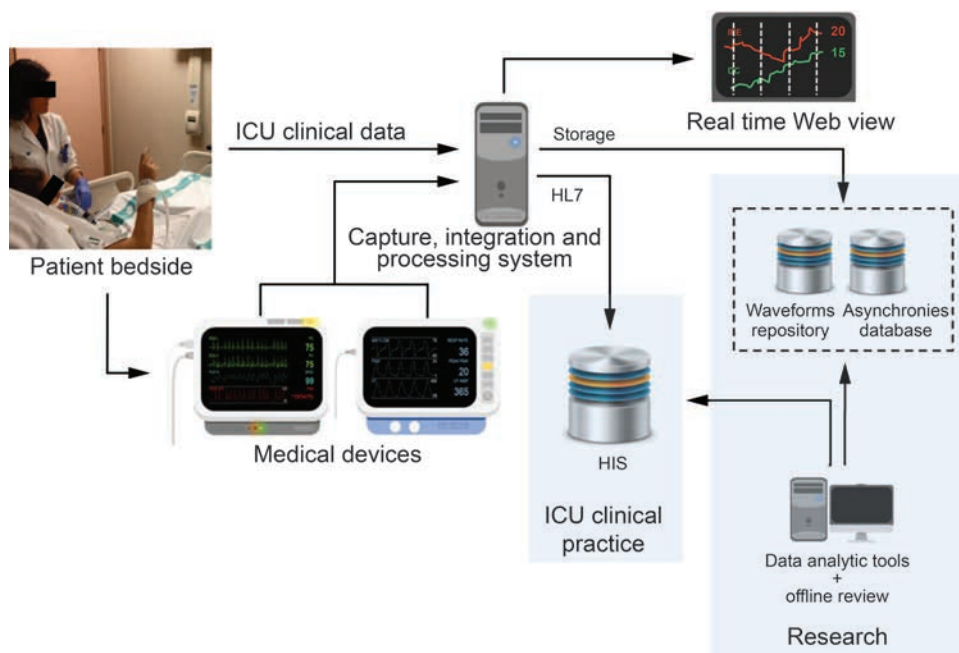 20
15
ICU clinical data
Storage
Real time Web view
HL7
Capture, integration and
processing system
Patient bedside
Waveforms
repository
Asynchronies
database
75
75
99
36
20
365
Medical devices
HIS
ICU clinical
practice
Data analytic tools
+
offline review
Research